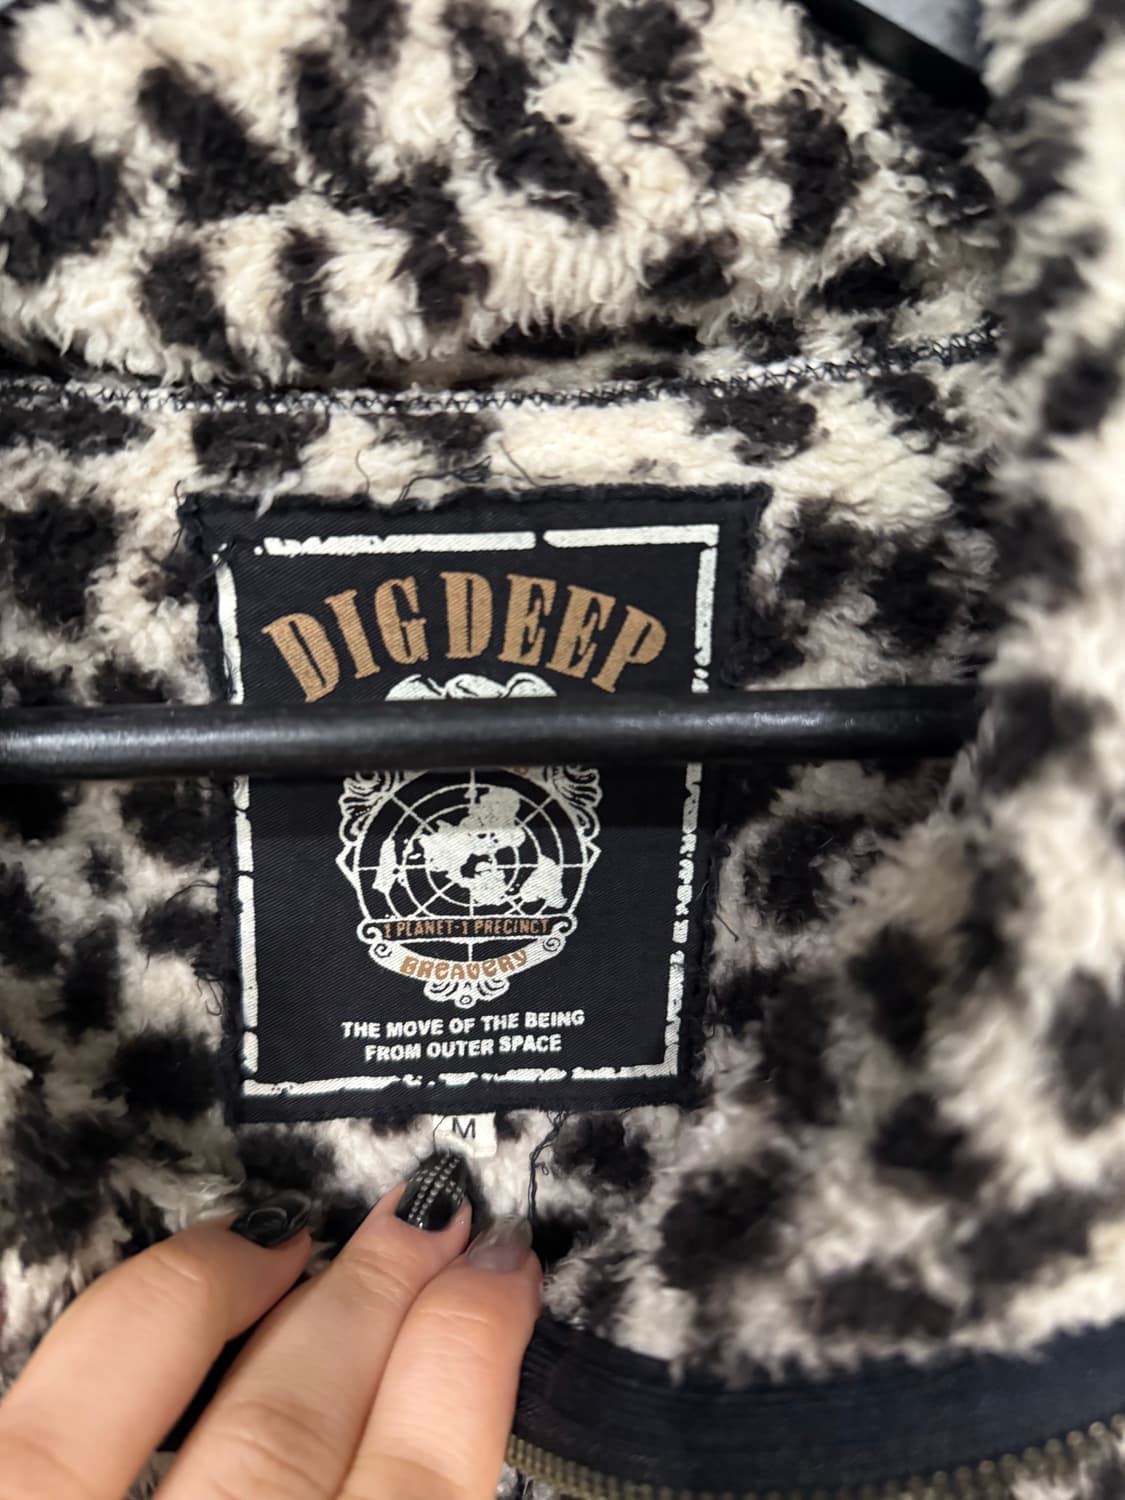 DIG DEEP
1 PLANET-1 PRECINCT
BREAVERY
THE MOVE OF THE BEING
FROM OUTER SPACE
M